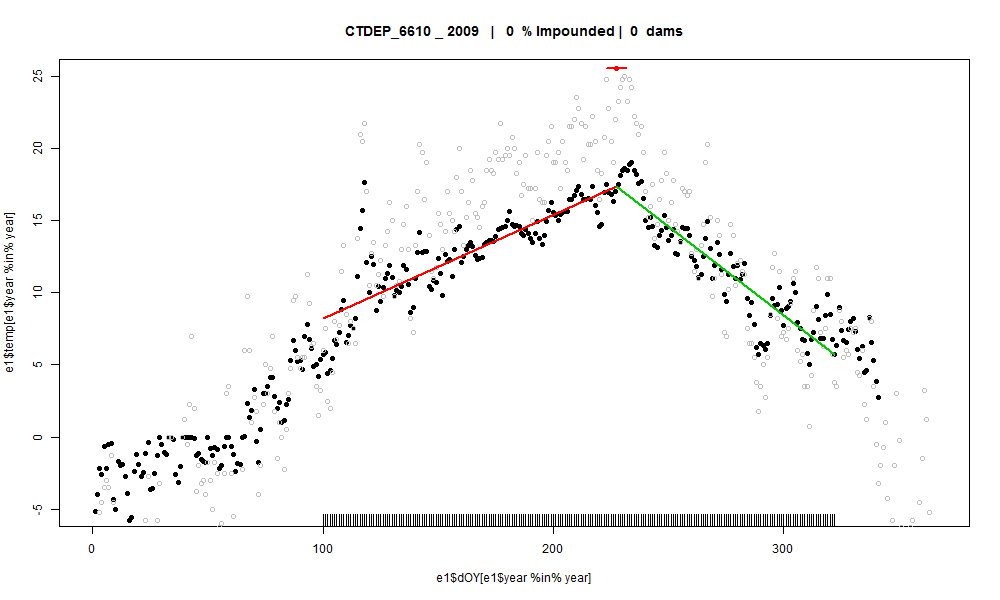 CTDEP_6610 _ 2009 | 0 % Impounded | 0 dams
e1$temp[e1$year %in% year]
25
20
15
10
5
0
-5
0 100 200 300
e1$dOY[e1$year %in% year]